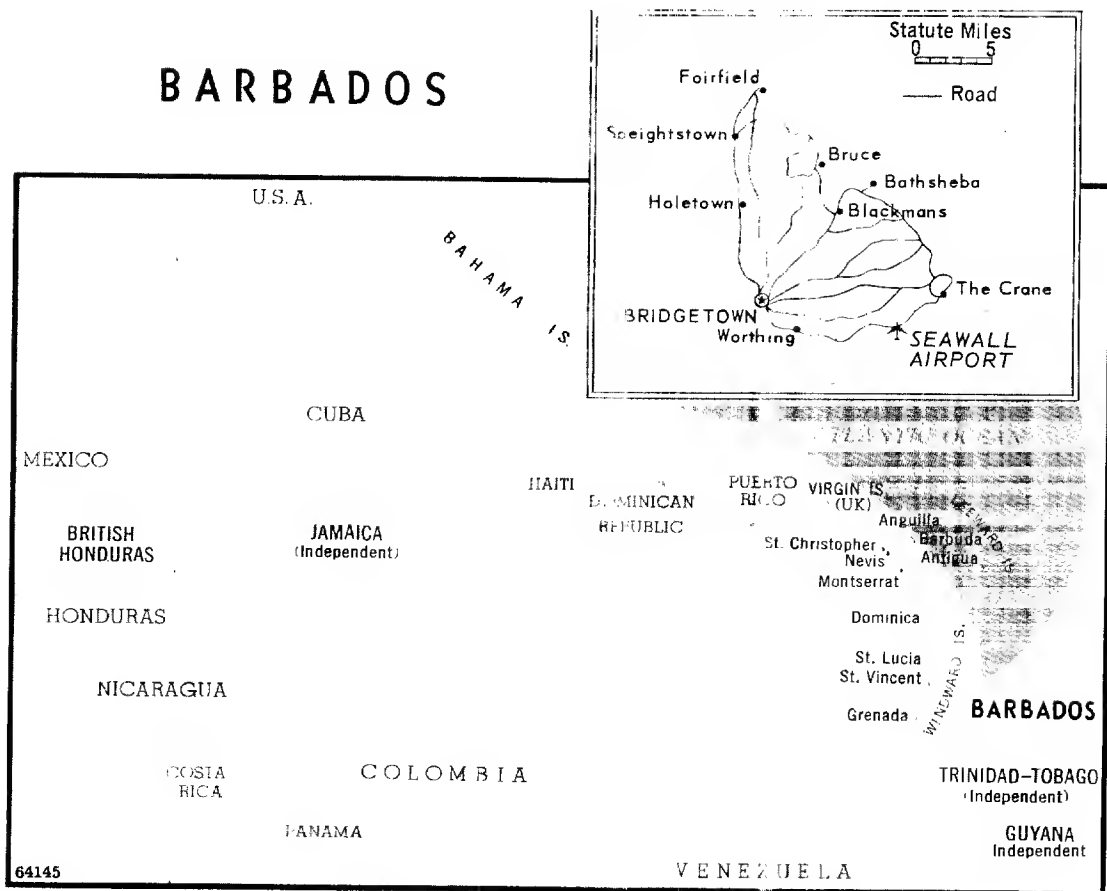 BARBADOS
Statute Miles
0 5
Road
Foirfield
Speightstown
Bruce
Bathsheba
Holetown
Blackmans
The Crane
BRIDGETOWN
Worthing
SEAWALL
AIRPORT
U.S.A.
BAHAMA IS.
CUBA
MEXICO
HAITI
DOMINICAN
REPUBLIC
PUERTO
RICO
VIRGIN IS.
(UK)
LEEWARD IS.
Anguilla
Barbuda
St. Christopher
Nevis
Antigua
Montserrat
BRITISH
HONDURAS
JAMAICA
(Independent)
HONDURAS
Dominica
St. Lucia
St. Vincent
WINDWARD IS.
NICARAGUA
Grenada
BARBADOS
COSTA
RICA
COLOMBIA
TRINIDAD-TOBAGO
(Independent)
PANAMA
GUYANA
Independent
VENEZUELA
64145